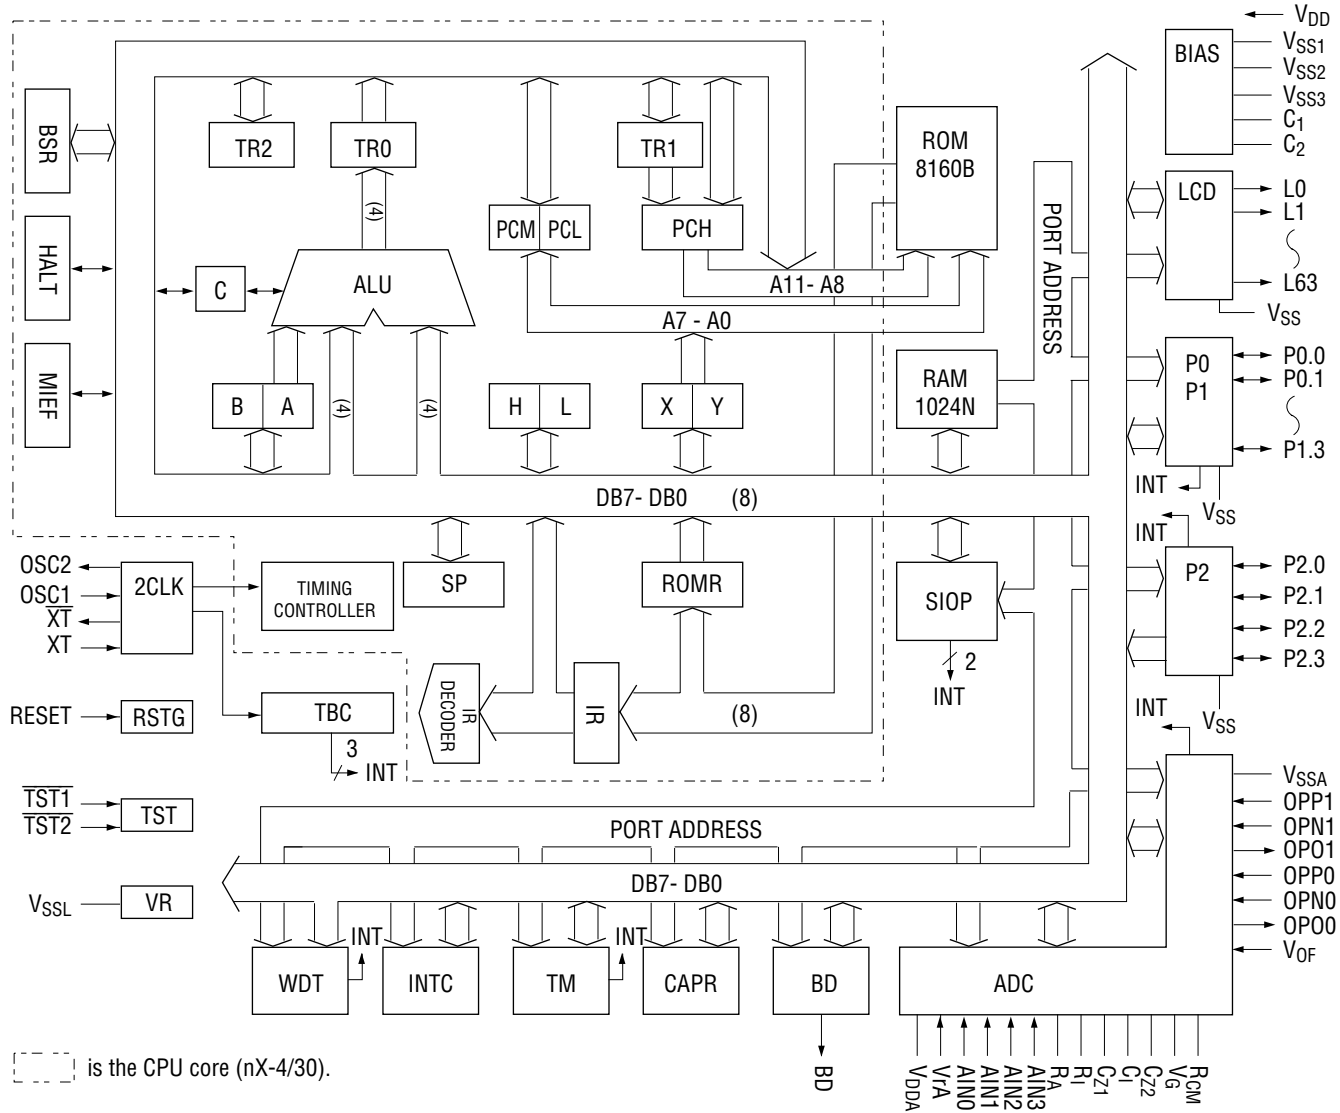 VDD
BIAS
VSS1
VSS2
VSS3
C1
C2
BSR
TR2
TR0
TR1
ROM
8160B
LCD
L0
L1
L63
VSS
PORT ADDRESS
(4)
PCM
PCL
PCH
HALT
C
ALU
A11- A8
A7 - A0
MIEF
B
A
(4)
(4)
H
L
X
Y
RAM
1024N
P0
P1
P0.0
P0.1
P1.3
INT
VSS
DB7- DB0
(8)
INT
P2
P2.0
P2.1
P2.2
P2.3
VSS
OSC2
OSC1
XT
XT
2CLK
TIMING
CONTROLLER
SP
ROMR
SIOP
2
INT
RESET
RSTG
TBC
3
INT
IR
DECODER
IR
(8)
INT
TST1
TST2
TST
PORT ADDRESS
VSSL
VR
DB7- DB0
VSSA
OPP1
OPN1
OPO1
OPP0
OPN0
OPO0
VOF
WDT
INT
INTC
TM
INT
CAPR
BD
ADC
BD
VDDA
VrA
AIN0
AIN1
AIN2
AIN3
RA
RI
CZ1
CI
CZ2
VG
RCM
is the CPU core (nX-4/30).